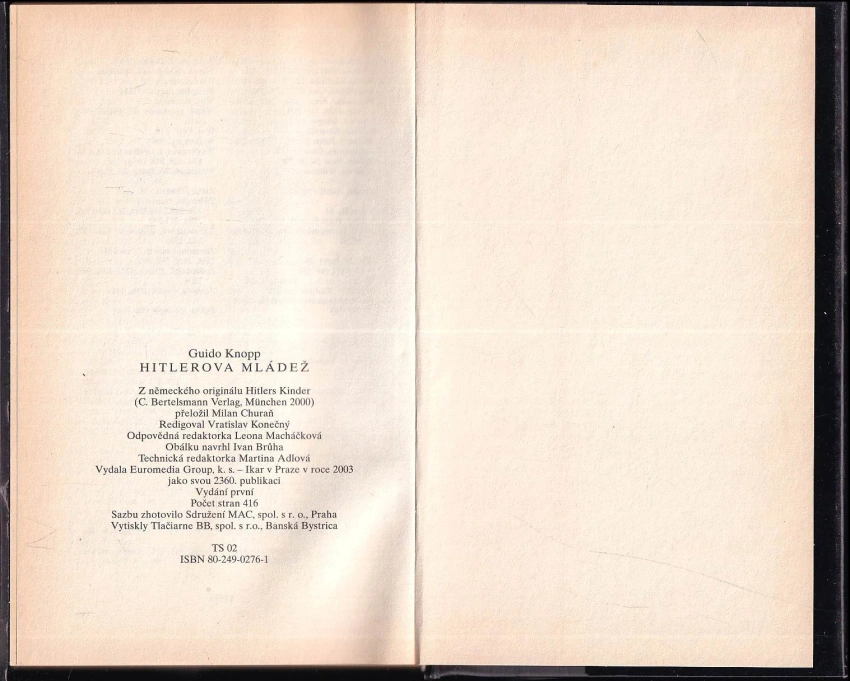 Guido Knopp
HITLEROVA MLÁDEŽ
Z německého originálu Hitlers Kinder
(C. Bertelsmann Verlag, München 2000)
přeložil Milan Churaň
Redigoval Vratislav Konečný
Odpovědná redaktorka Leona Macháčková
Obálku navrhl Ivan Brůha
Technická redaktorka Martina Adlová
Vydala Euromedia Group, k. s. – Ikar v Praze v roce 2003
jako svou 2360. publikaci
Vydání první
Počet stran 416
Sazbu zhotovilo Sdružení MAC, spol. s r. o., Praha
Vytiskly Tlačiarne BB, spol. s r.o., Banská Bystrica
TS 02
ISBN 80-249-0276-1